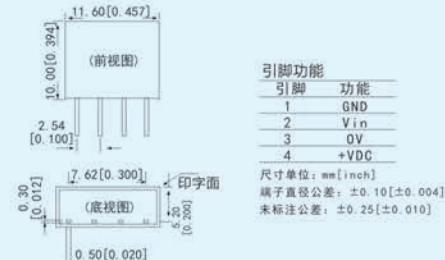 11.60[0.457]
10.00[0.394]
(前视图)
2.54
[0.100]
7.62[0.300]
印字面
0.30
[0.012]
(底视图)
5.20
[0.200]
0.50[0.020]
引脚功能
引脚 功能
1 GND
2 Vin
3 0V
4 +VDC
尺寸单位：mm[inch]
端子直径公差：±0.10[±0.004]
未标注公差：±0.25[±0.010]